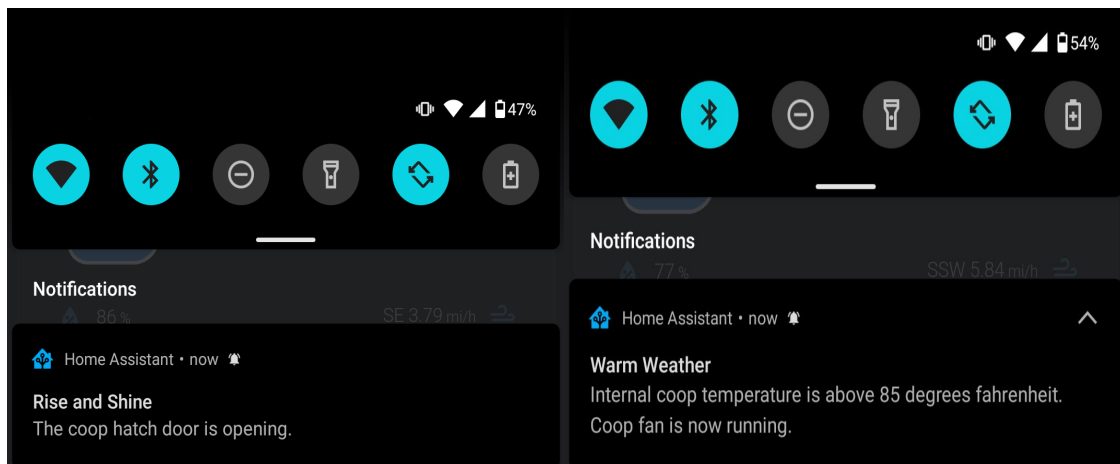 47%
Notifications
86 %
SE 3.79 mi/h
Home Assistant • now
Rise and Shine
The coop hatch door is opening.
54%
Notifications
77 %
SSW 5.84 mi/h
Home Assistant • now
Warm Weather
Internal coop temperature is above 85 degrees fahrenheit.
Coop fan is now running.